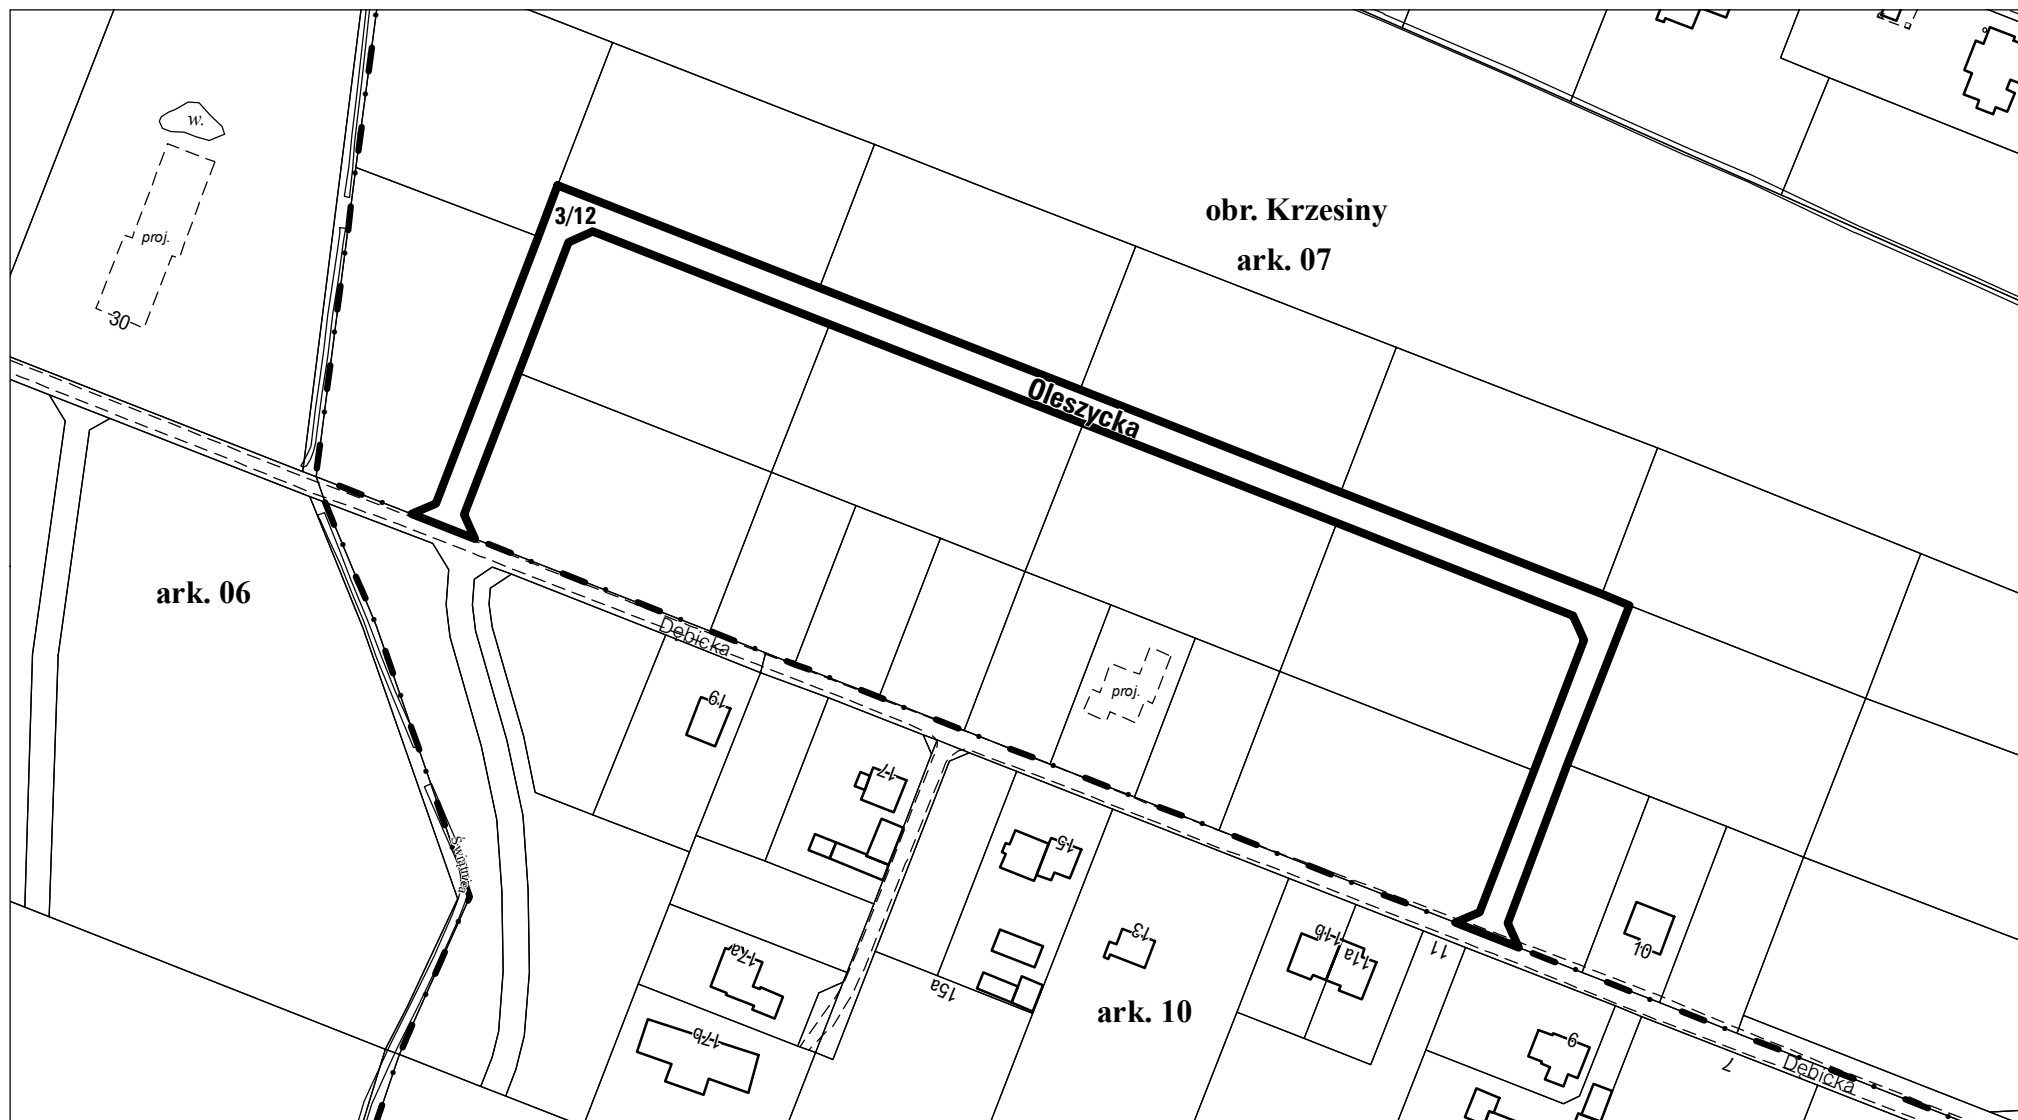 w.
obr. Krzesiny
3/12
proj.
ark. 07
30
Oleszycka
ark. 06
Dębicka
proj.
19
17
Świątnica
15
13
11b
11a
11
10
17a
15a
ark. 10
17b
9
7
Dębicka